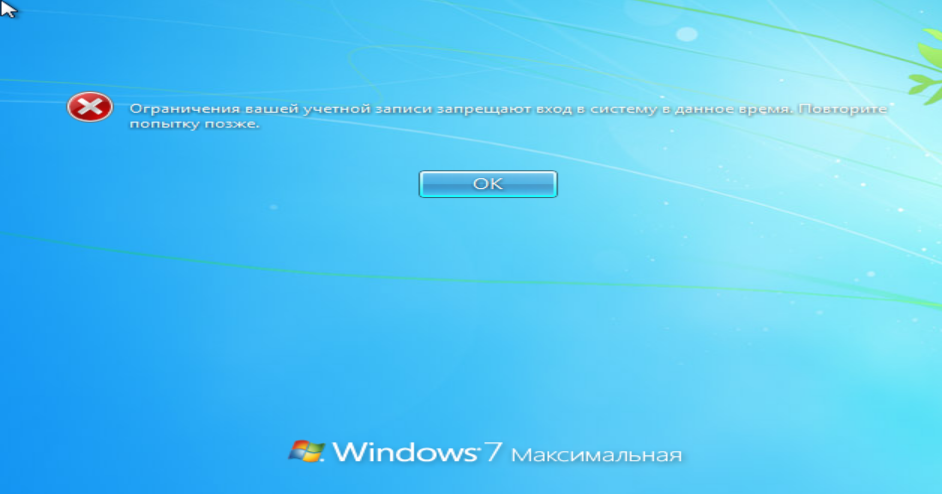 Ограничения вашей учетной записи запрещают вход в систему в данное время. Повторите
попытку позже.
OK
Windows 7 Максимальная